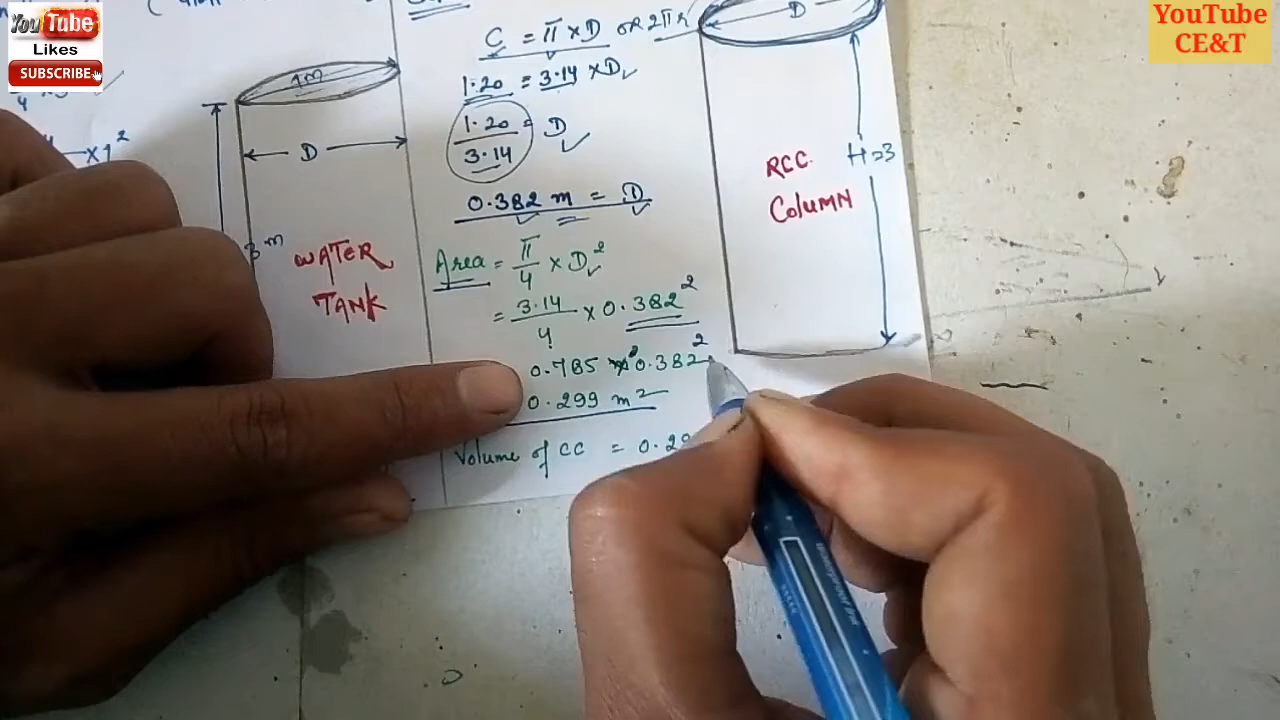 YouTube
Likes
SUBSCRIBE
YouTube
CE&T
×1²
1m
D
3m
WATER
TANK
C = π × D OR 2πr
1.20 = 3.14 × D
1.20 / 3.14 = D
0.382 m = D
Area = π/4 × D²
= 3.14/4 × 0.382²
0.785 × 0.382²
0.299 m²
Volume of CC = 0.29
D
H=3
RCC
COLUMN